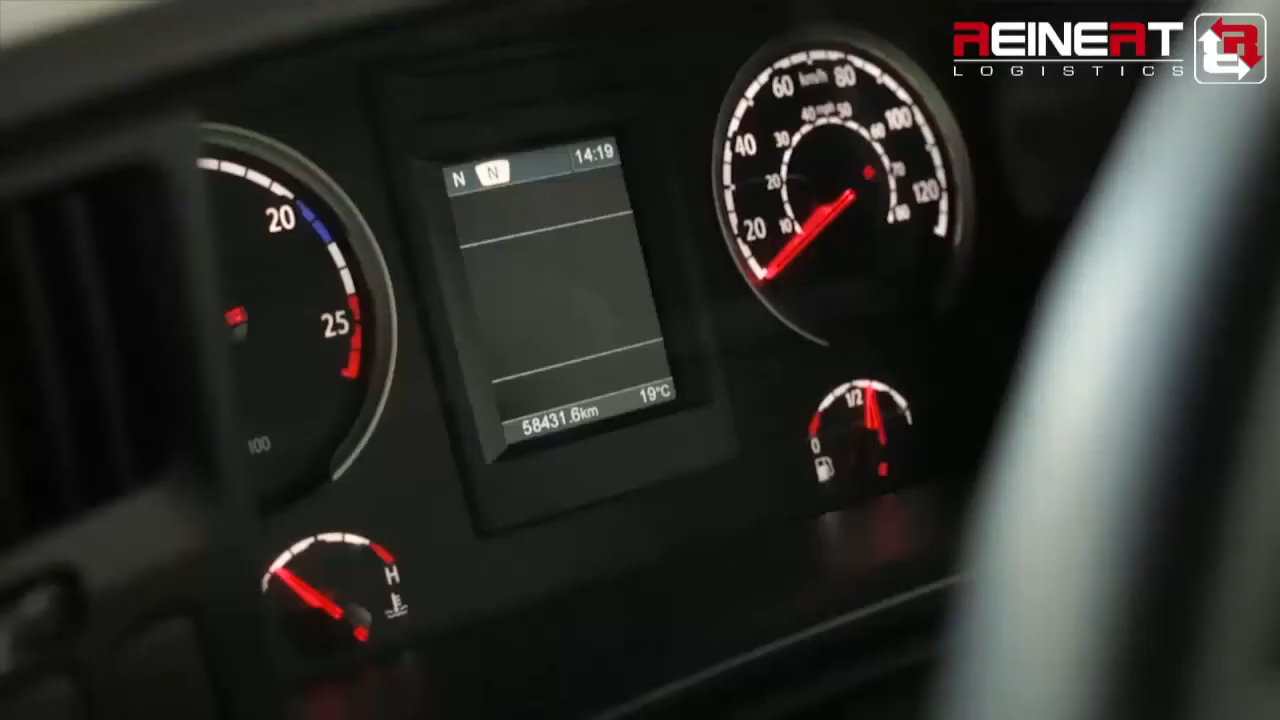 REINERT
LOGISTICS
R
N N 14:19
58431.6km 19°C
20
25
100
60 km/h 80
40 100
20 120
40 mph 50
30 60
20 70
10 80
1/2
0
H